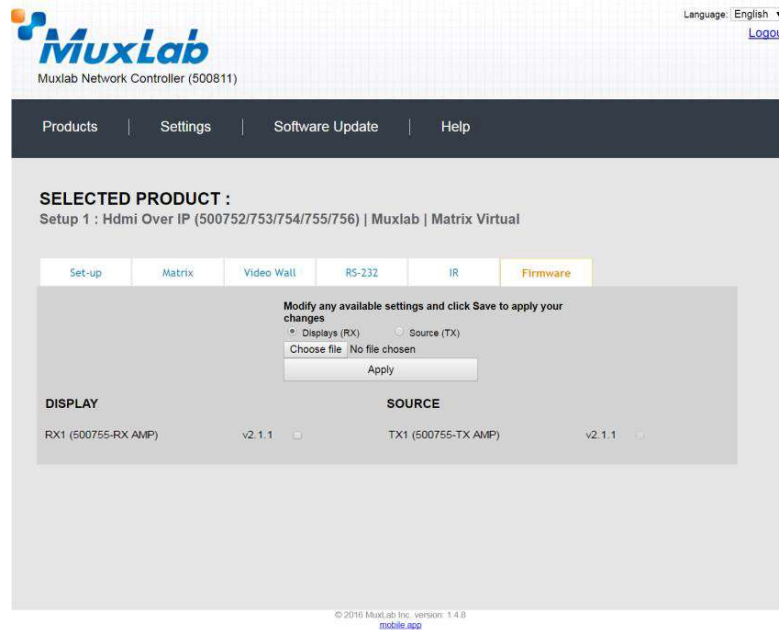 Language: English
Logou
MuxLab
Muxlab Network Controller (500811)
Products | Settings | Software Update | Help
SELECTED PRODUCT :
Setup 1 : Hdmi Over IP (500752/753/754/755/756) | Muxlab | Matrix Virtual
Set-up Matrix Video Wall RS-232 IR Firmware
Modify any available settings and click Save to apply your
changes
Displays (RX) Source (TX)
Choose file No file chosen
Apply
DISPLAY SOURCE
RX1 (500755-RX AMP) v2.1.1 TX1 (500755-TX AMP) v2.1.1
© 2016 MuxLab Inc. version: 1.4.8
mobile app